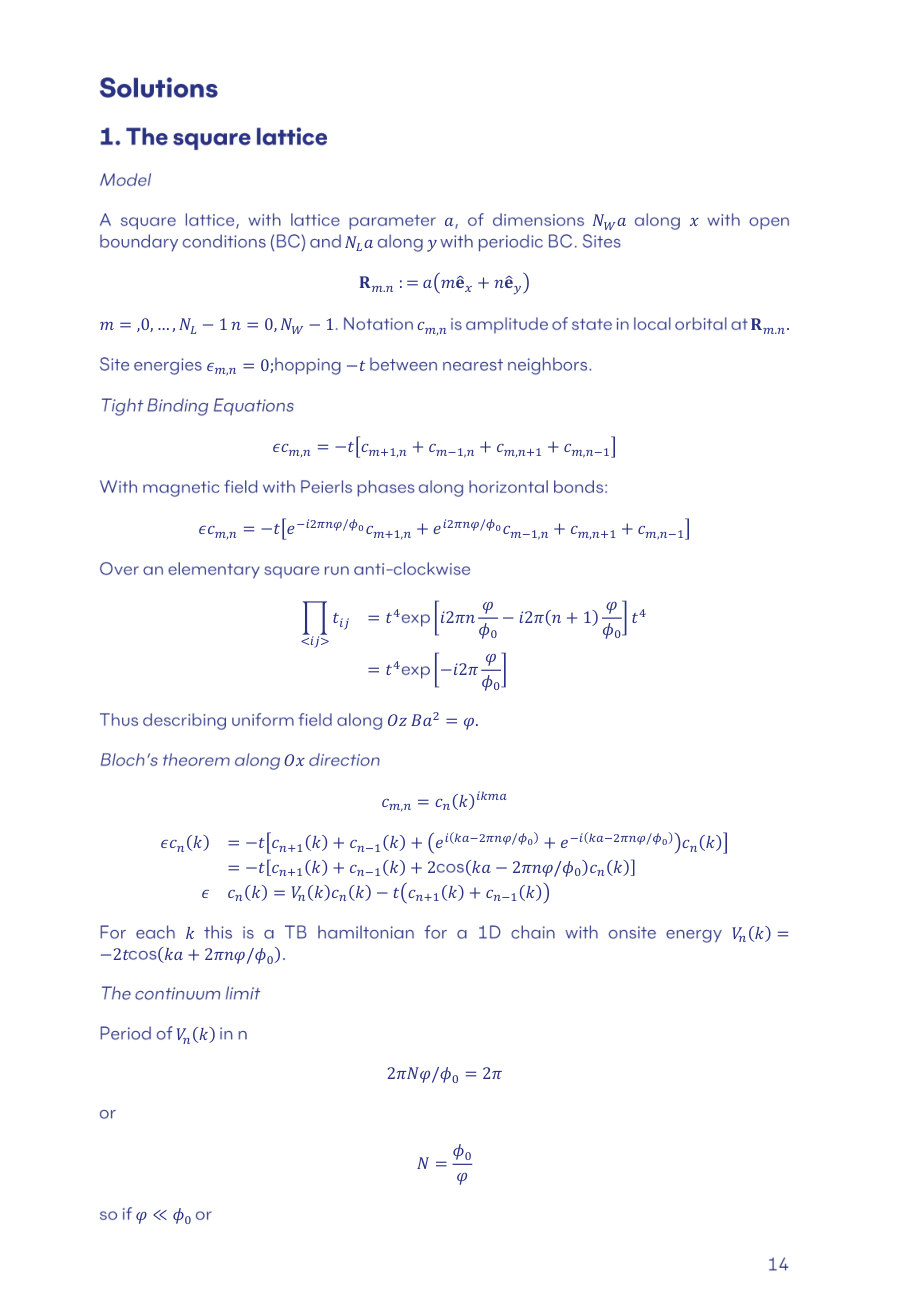 Solutions
1. The square lattice
Model
A square lattice, with lattice parameter a, of dimensions N_W a along x with open
boundary conditions (BC) and N_L a along y with periodic BC. Sites
R_{m.n} := a(mê_x + nê_y)
m = ,0, ... , N_L − 1 n = 0, N_W − 1. Notation c_{m,n} is amplitude of state in local orbital at R_{m.n}.
Site energies ϵ_{m,n} = 0;hopping −t between nearest neighbors.
Tight Binding Equations
ϵc_{m,n} = −t[c_{m+1,n} + c_{m−1,n} + c_{m,n+1} + c_{m,n−1}]
With magnetic field with Peierls phases along horizontal bonds:
ϵc_{m,n} = −t[e^{−i2πnφ/ϕ_0}c_{m+1,n} + e^{i2πnφ/ϕ_0}c_{m−1,n} + c_{m,n+1} + c_{m,n−1}]
Over an elementary square run anti-clockwise
∏_{<ij>} t_{ij} = t^4 exp[i2πn φ/ϕ_0 − i2π(n + 1) φ/ϕ_0] t^4
= t^4 exp[−i2π φ/ϕ_0]
Thus describing uniform field along Oz Ba^2 = φ.
Bloch's theorem along Ox direction
c_{m,n} = c_n(k)^{ikma}
ϵc_n(k) = −t[c_{n+1}(k) + c_{n−1}(k) + (e^{i(ka−2πnφ/ϕ_0)} + e^{−i(ka−2πnφ/ϕ_0)})c_n(k)]
= −t[c_{n+1}(k) + c_{n−1}(k) + 2cos(ka − 2πnφ/ϕ_0)c_n(k)]
ϵ c_n(k) = V_n(k)c_n(k) − t(c_{n+1}(k) + c_{n−1}(k))
For each k this is a TB hamiltonian for a 1D chain with onsite energy V_n(k) =
−2tcos(ka + 2πnφ/ϕ_0).
The continuum limit
Period of V_n(k) in n
2πNφ/ϕ_0 = 2π
or
N = ϕ_0/φ
so if φ ≪ ϕ_0 or
14